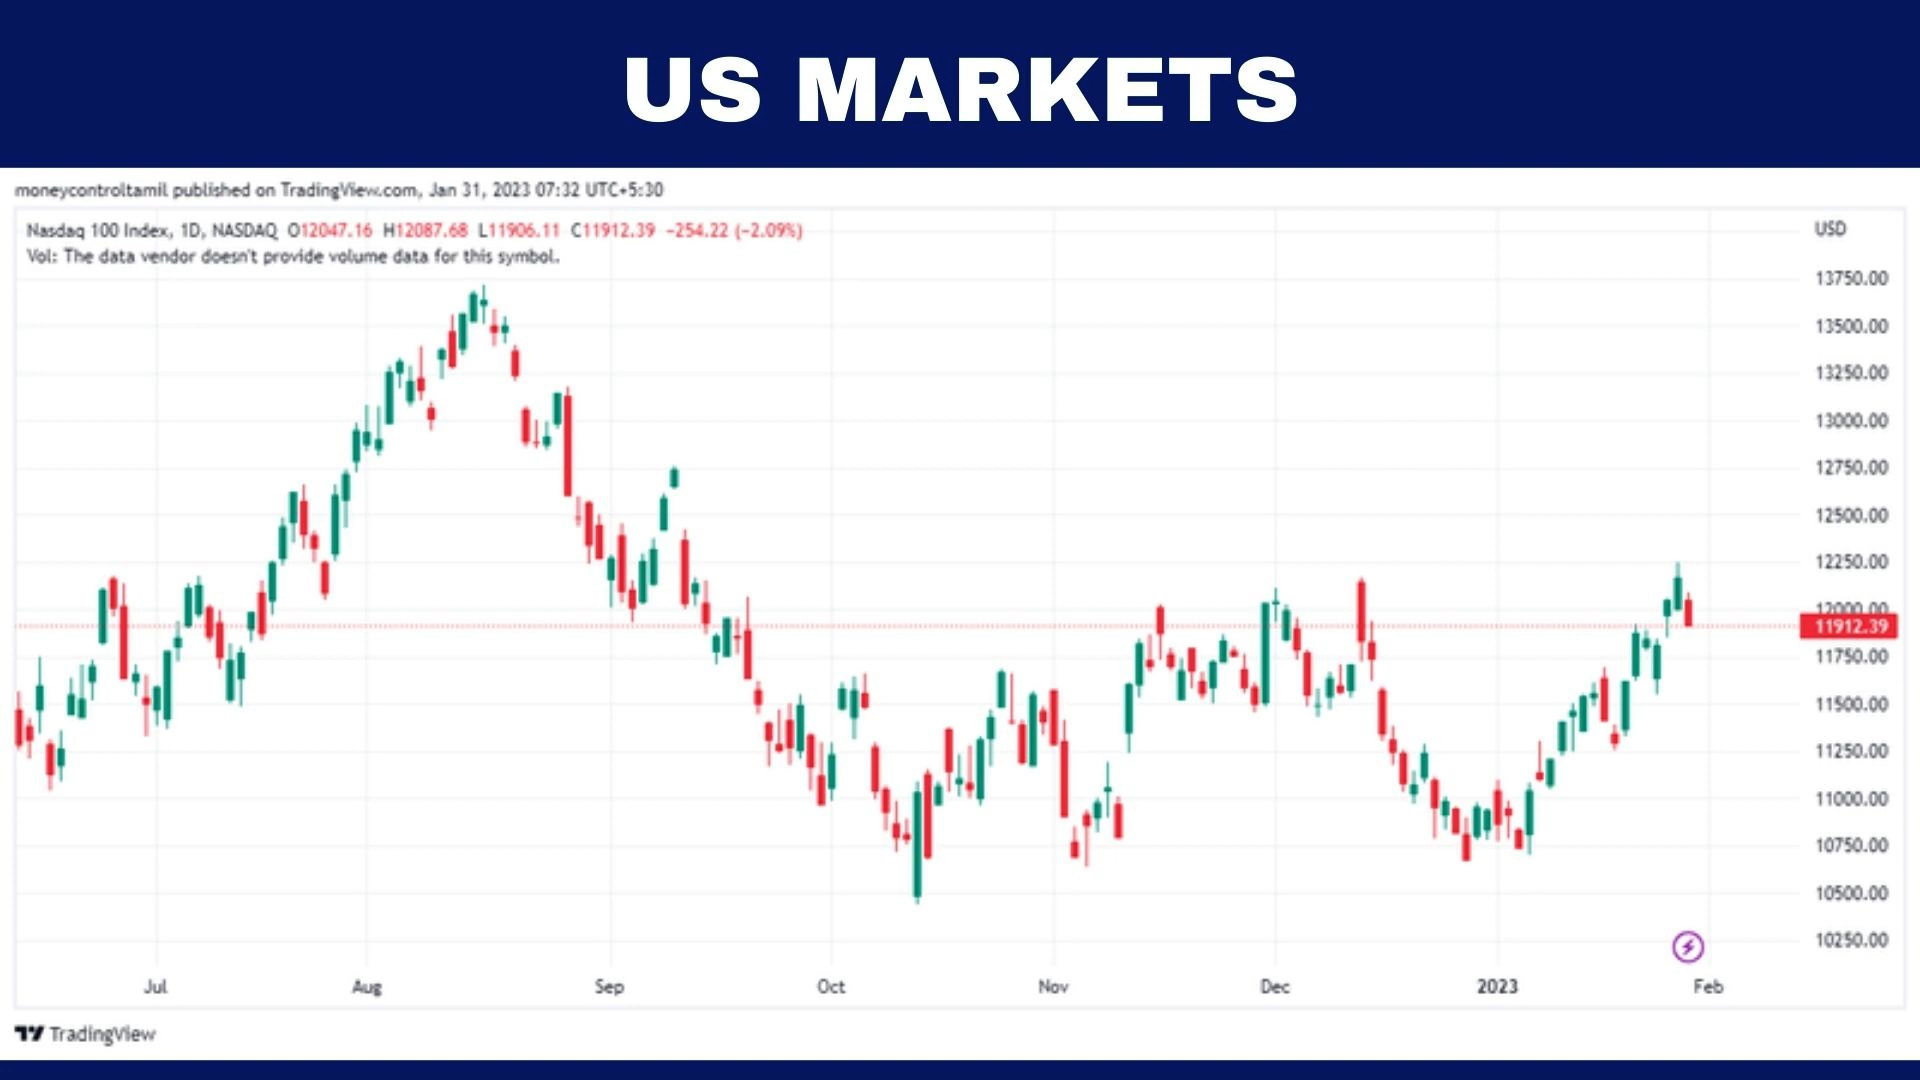 US MARKETS
moneycontroltamil published on TradingView.com, Jan 31, 2023 07:32 UTC+5:30
Nasdaq 100 Index, 1D, NASDAQ O12047.16 H12087.68 L11906.11 C11912.39 −254.22 (−2.09%)
Vol: The data vendor doesn't provide volume data for this symbol.
USD
13750.00
13500.00
13250.00
13000.00
12750.00
12500.00
12250.00
12000.00
11912.39
11750.00
11500.00
11250.00
11000.00
10750.00
10500.00
10250.00
Jul Aug Sep Oct Nov Dec 2023 Feb
TradingView